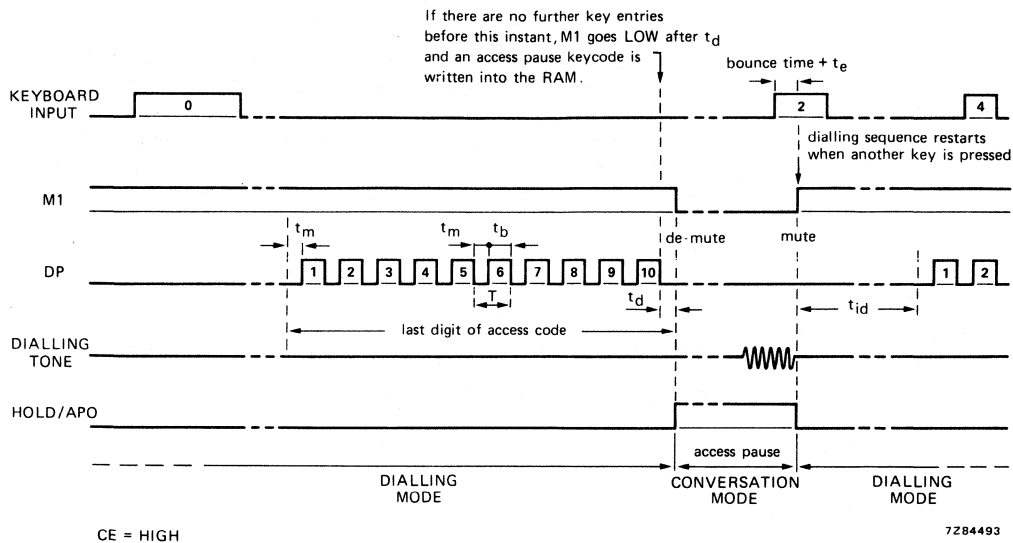 If there are no further key entries
before this instant, M1 goes LOW after td
and an access pause keycode is
written into the RAM.
bounce time + te
KEYBOARD
INPUT
0
2
4
dialling sequence restarts
when another key is pressed
M1
tm
tm
tb
de-mute
mute
DP
1
2
3
4
5
6
7
8
9
10
1
2
T
td
tid
last digit of access code
DIALLING
TONE
HOLD/APO
access pause
DIALLING
MODE
CONVERSATION
MODE
DIALLING
MODE
CE = HIGH
7Z84493